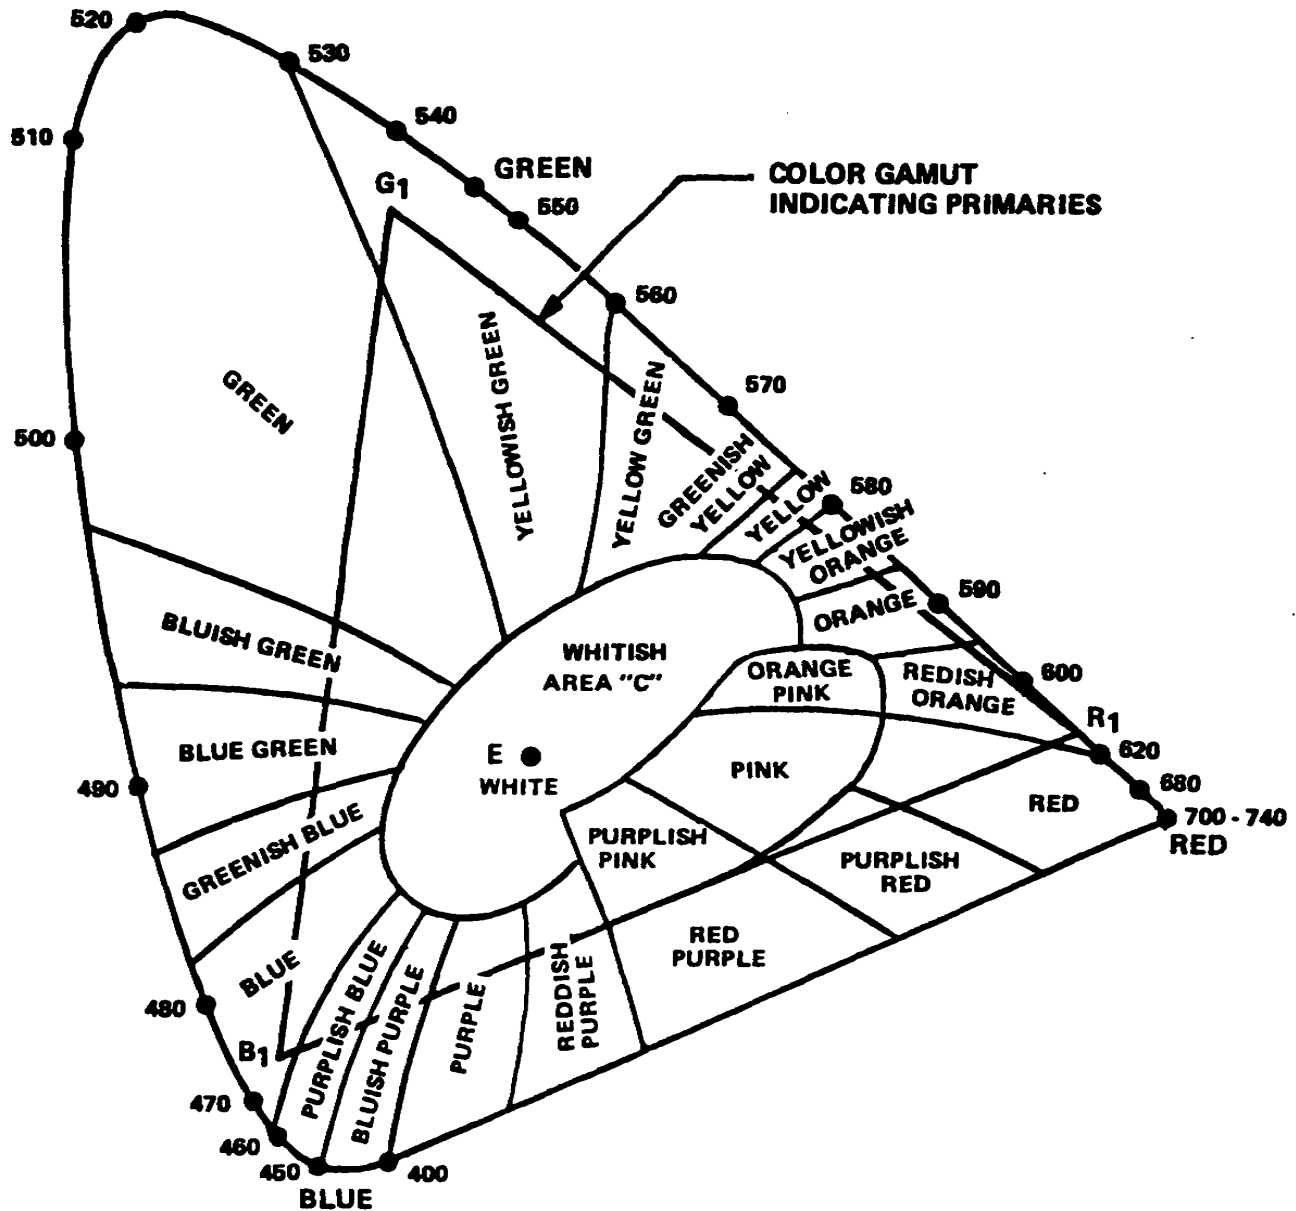 520
530
510
540
GREEN
G1
550
COLOR GAMUT
INDICATING PRIMARIES
560
YELLOWISH GREEN
YELLOW GREEN
570
GREEN
500
GREENISH
YELLOW
YELLOW
580
YELLOWISH
ORANGE
590
ORANGE
BLUISH GREEN
WHITISH
AREA "C"
ORANGE
PINK
REDISH
ORANGE
600
R1
620
BLUE GREEN
E
WHITE
PINK
680
490
RED
700 - 740
RED
GREENISH BLUE
PURPLISH
PINK
PURPLISH
RED
BLUE
RED
PURPLE
480
PURPLISH BLUE
BLUISH PURPLE
PURPLE
REDDISH
PURPLE
B1
470
460
450
400
BLUE